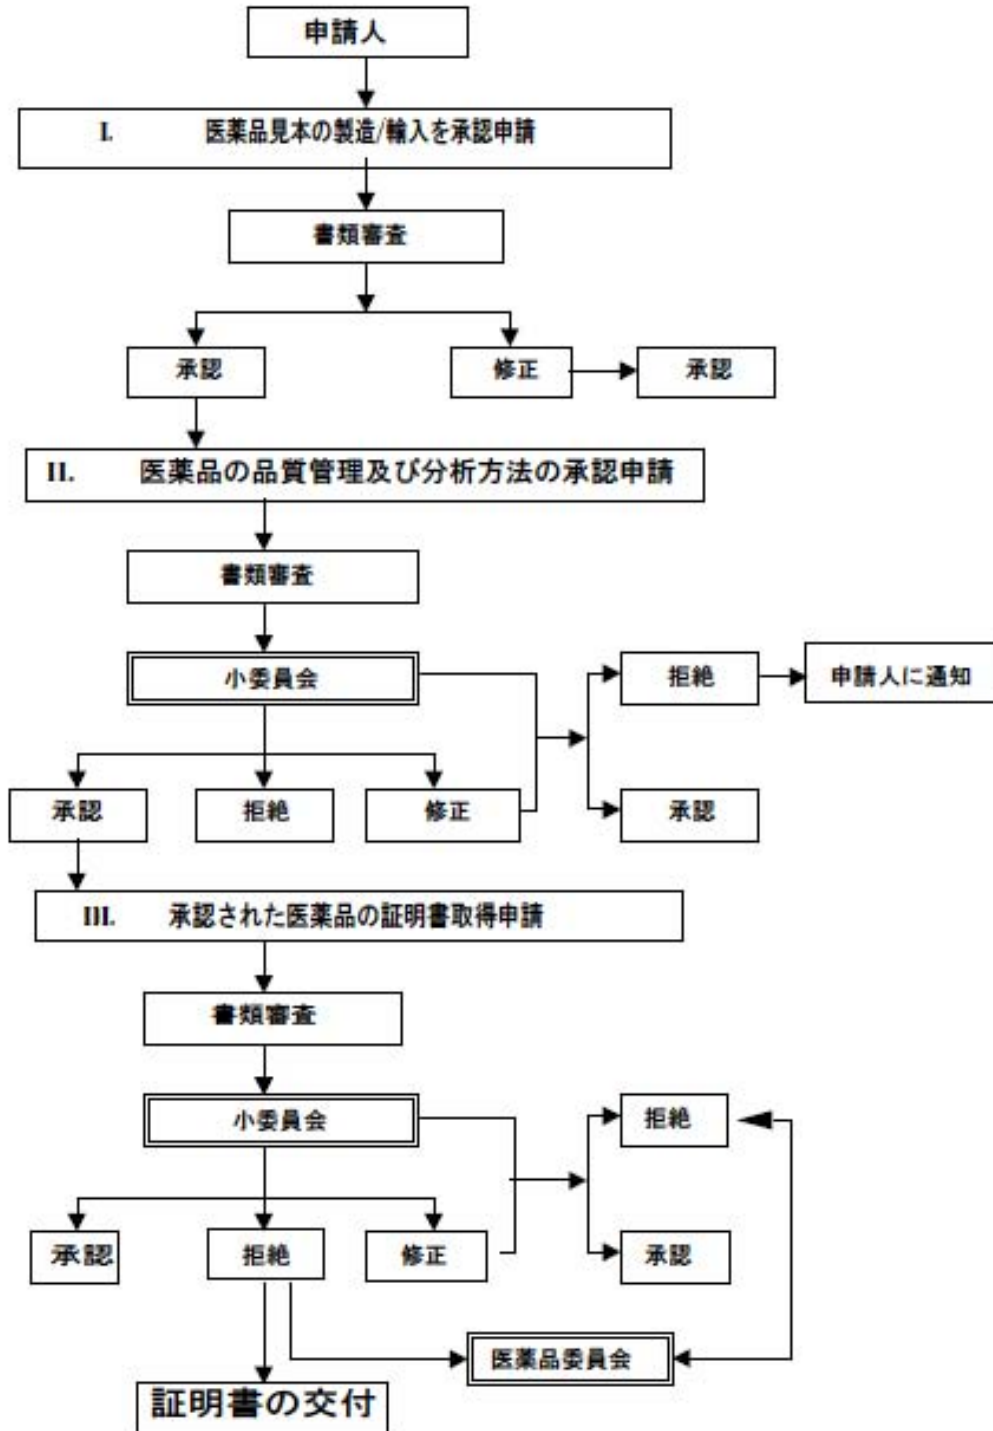 申請人
I. 医薬品見本の製造/輸入を承認申請
書類審査
承認 修正 承認
II. 医薬品の品質管理及び分析方法の承認申請
書類審査
小委員会 拒絶 申請人に通知
承認 拒絶 修正 承認
III. 承認された医薬品の証明書取得申請
書類審査
小委員会 拒絶
承認 拒絶 修正 承認
医薬品委員会
証明書の交付